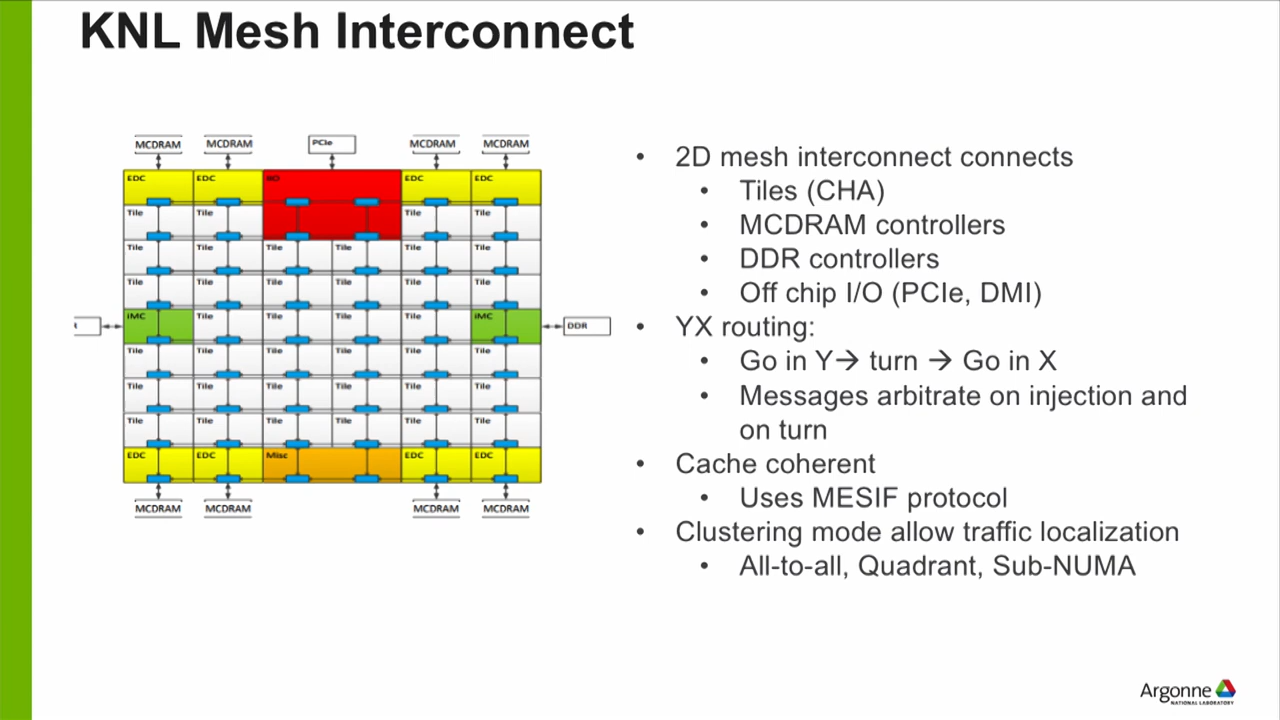 KNL Mesh Interconnect
MCDRAM MCDRAM PCIe MCDRAM MCDRAM
EDC EDC EDC EDC
Tile Tile Tile Tile
Tile Tile Tile Tile Tile Tile
Tile Tile Tile Tile Tile Tile
iMC Tile Tile Tile Tile iMC DDR
Tile Tile Tile Tile Tile Tile
Tile Tile Tile Tile Tile Tile
Tile Tile Tile Tile Tile Tile
EDC EDC Misc EDC EDC
MCDRAM MCDRAM MCDRAM MCDRAM
• 2D mesh interconnect connects
• Tiles (CHA)
• MCDRAM controllers
• DDR controllers
• Off chip I/O (PCIe, DMI)
• YX routing:
• Go in Y→ turn → Go in X
• Messages arbitrate on injection and
on turn
• Cache coherent
• Uses MESIF protocol
• Clustering mode allow traffic localization
• All-to-all, Quadrant, Sub-NUMA
Argonne
NATIONAL LABORATORY